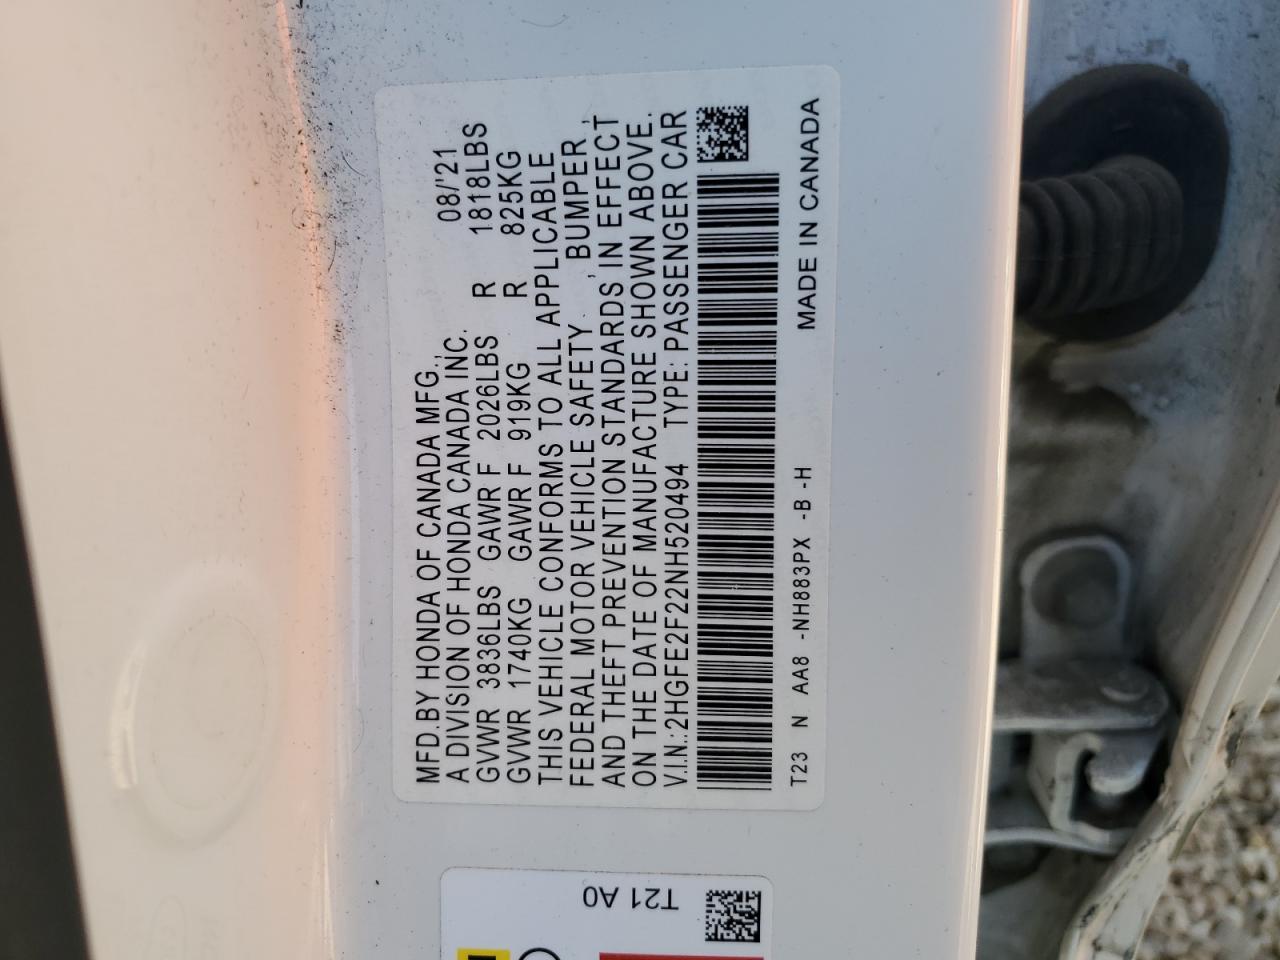 MFD.BY HONDA OF CANADA MFG.,
A DIVISION OF HONDA CANADA INC. 08/'21
GVWR 3836LBS GAWR F 2026LBS R 1818LBS
GVWR 1740KG GAWR F 919KG R 825KG
THIS VEHICLE CONFORMS TO ALL APPLICABLE
FEDERAL MOTOR VEHICLE SAFETY , BUMPER ,
AND THEFT PREVENTION STANDARDS IN EFFECT
ON THE DATE OF MANUFACTURE SHOWN ABOVE.
V.I.N.:2HGFE2F22NH520494 TYPE: PASSENGER CAR
T23 N AA8 -NH883PX -B -H MADE IN CANADA
T21 A0